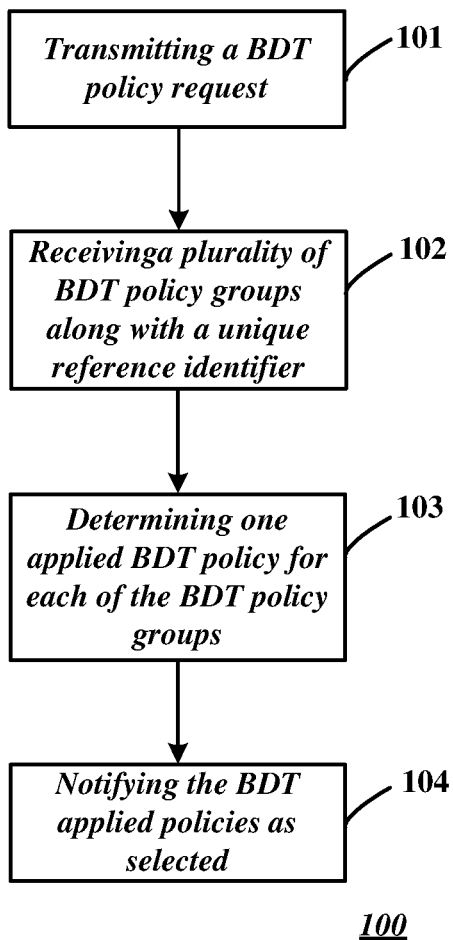 Transmitting a BDT
policy request
101
Receivinga plurality of
BDT policy groups
along with a unique
reference identifier
102
Determining one
applied BDT policy for
each of the BDT policy
groups
103
Notifying the BDT
applied policies as
selected
104
100